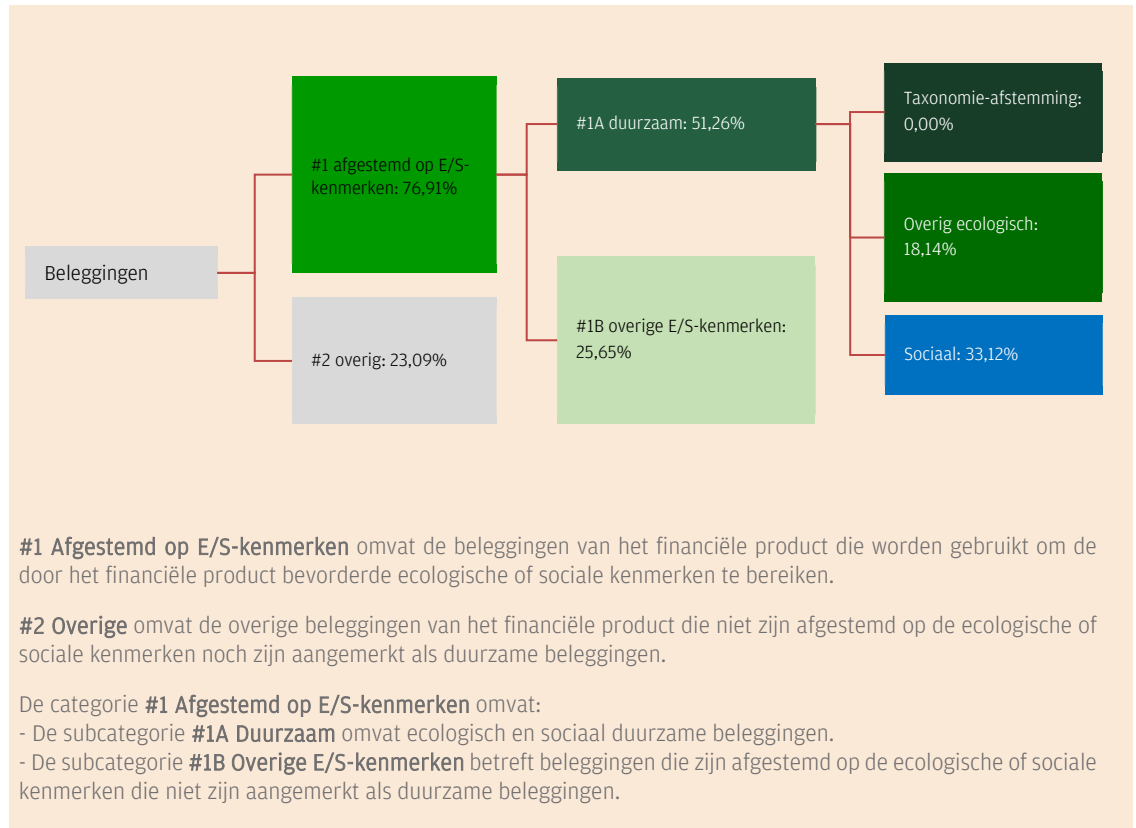 Beleggingen
#1 afgestemd op E/S-
kenmerken: 76,91%
#2 overig: 23,09%
#1A duurzaam: 51,26%
#1B overige E/S-kenmerken:
25,65%
Taxonomie-afstemming:
0,00%
Overig ecologisch:
18,14%
Sociaal: 33,12%
#1 Afgestemd op E/S-kenmerken omvat de beleggingen van het financiële product die worden gebruikt om de
door het financiële product bevorderde ecologische of sociale kenmerken te bereiken.
#2 Overige omvat de overige beleggingen van het financiële product die niet zijn afgestemd op de ecologische of
sociale kenmerken noch zijn aangemerkt als duurzame beleggingen.
De categorie #1 Afgestemd op E/S-kenmerken omvat:
- De subcategorie #1A Duurzaam omvat ecologisch en sociaal duurzame beleggingen.
- De subcategorie #1B Overige E/S-kenmerken betreft beleggingen die zijn afgestemd op de ecologische of sociale
kenmerken die niet zijn aangemerkt als duurzame beleggingen.